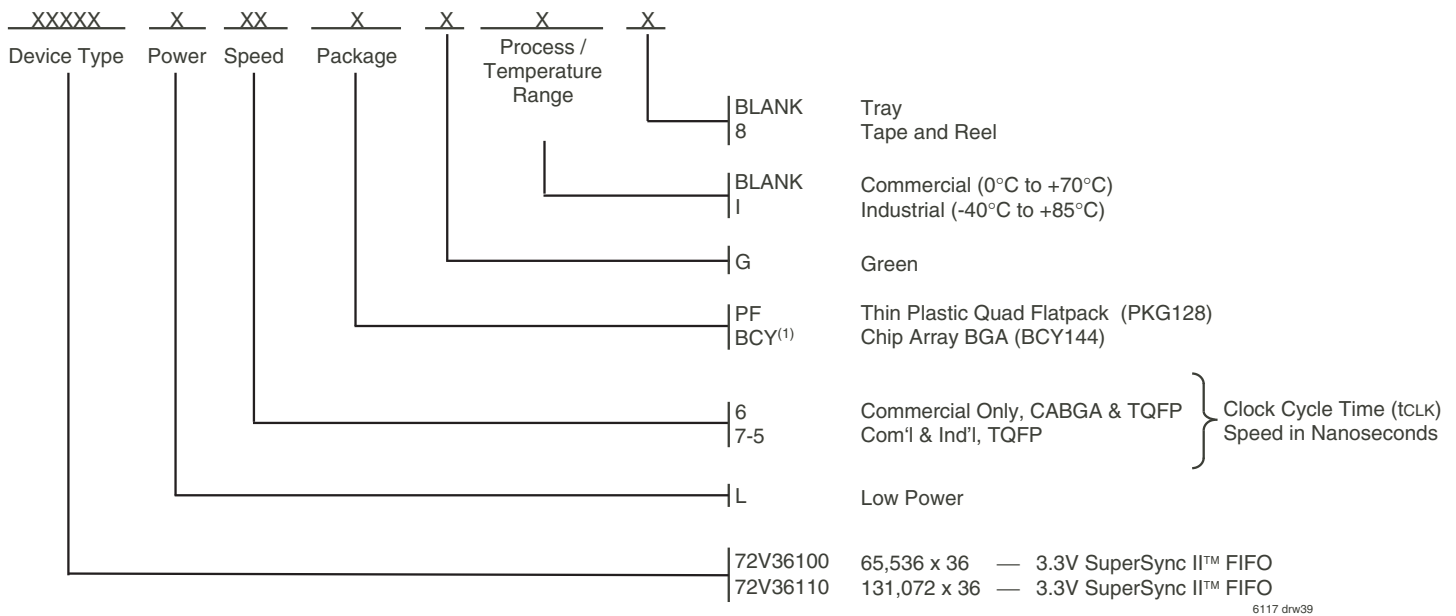 XXXXX X XX X X X X
Device Type Power Speed Package Process / Temperature Range
BLANK Tray
8 Tape and Reel
BLANK Commercial (0°C to +70°C)
I Industrial (-40°C to +85°C)
G Green
PF Thin Plastic Quad Flatpack (PKG128)
BCY(1) Chip Array BGA (BCY144)
6 Commercial Only, CABGA & TQFP
7-5 Com'l & Ind'l, TQFP
Clock Cycle Time (tCLK)
Speed in Nanoseconds
L Low Power
72V36100 65,536 x 36 — 3.3V SuperSync II™ FIFO
72V36110 131,072 x 36 — 3.3V SuperSync II™ FIFO
6117 drw39